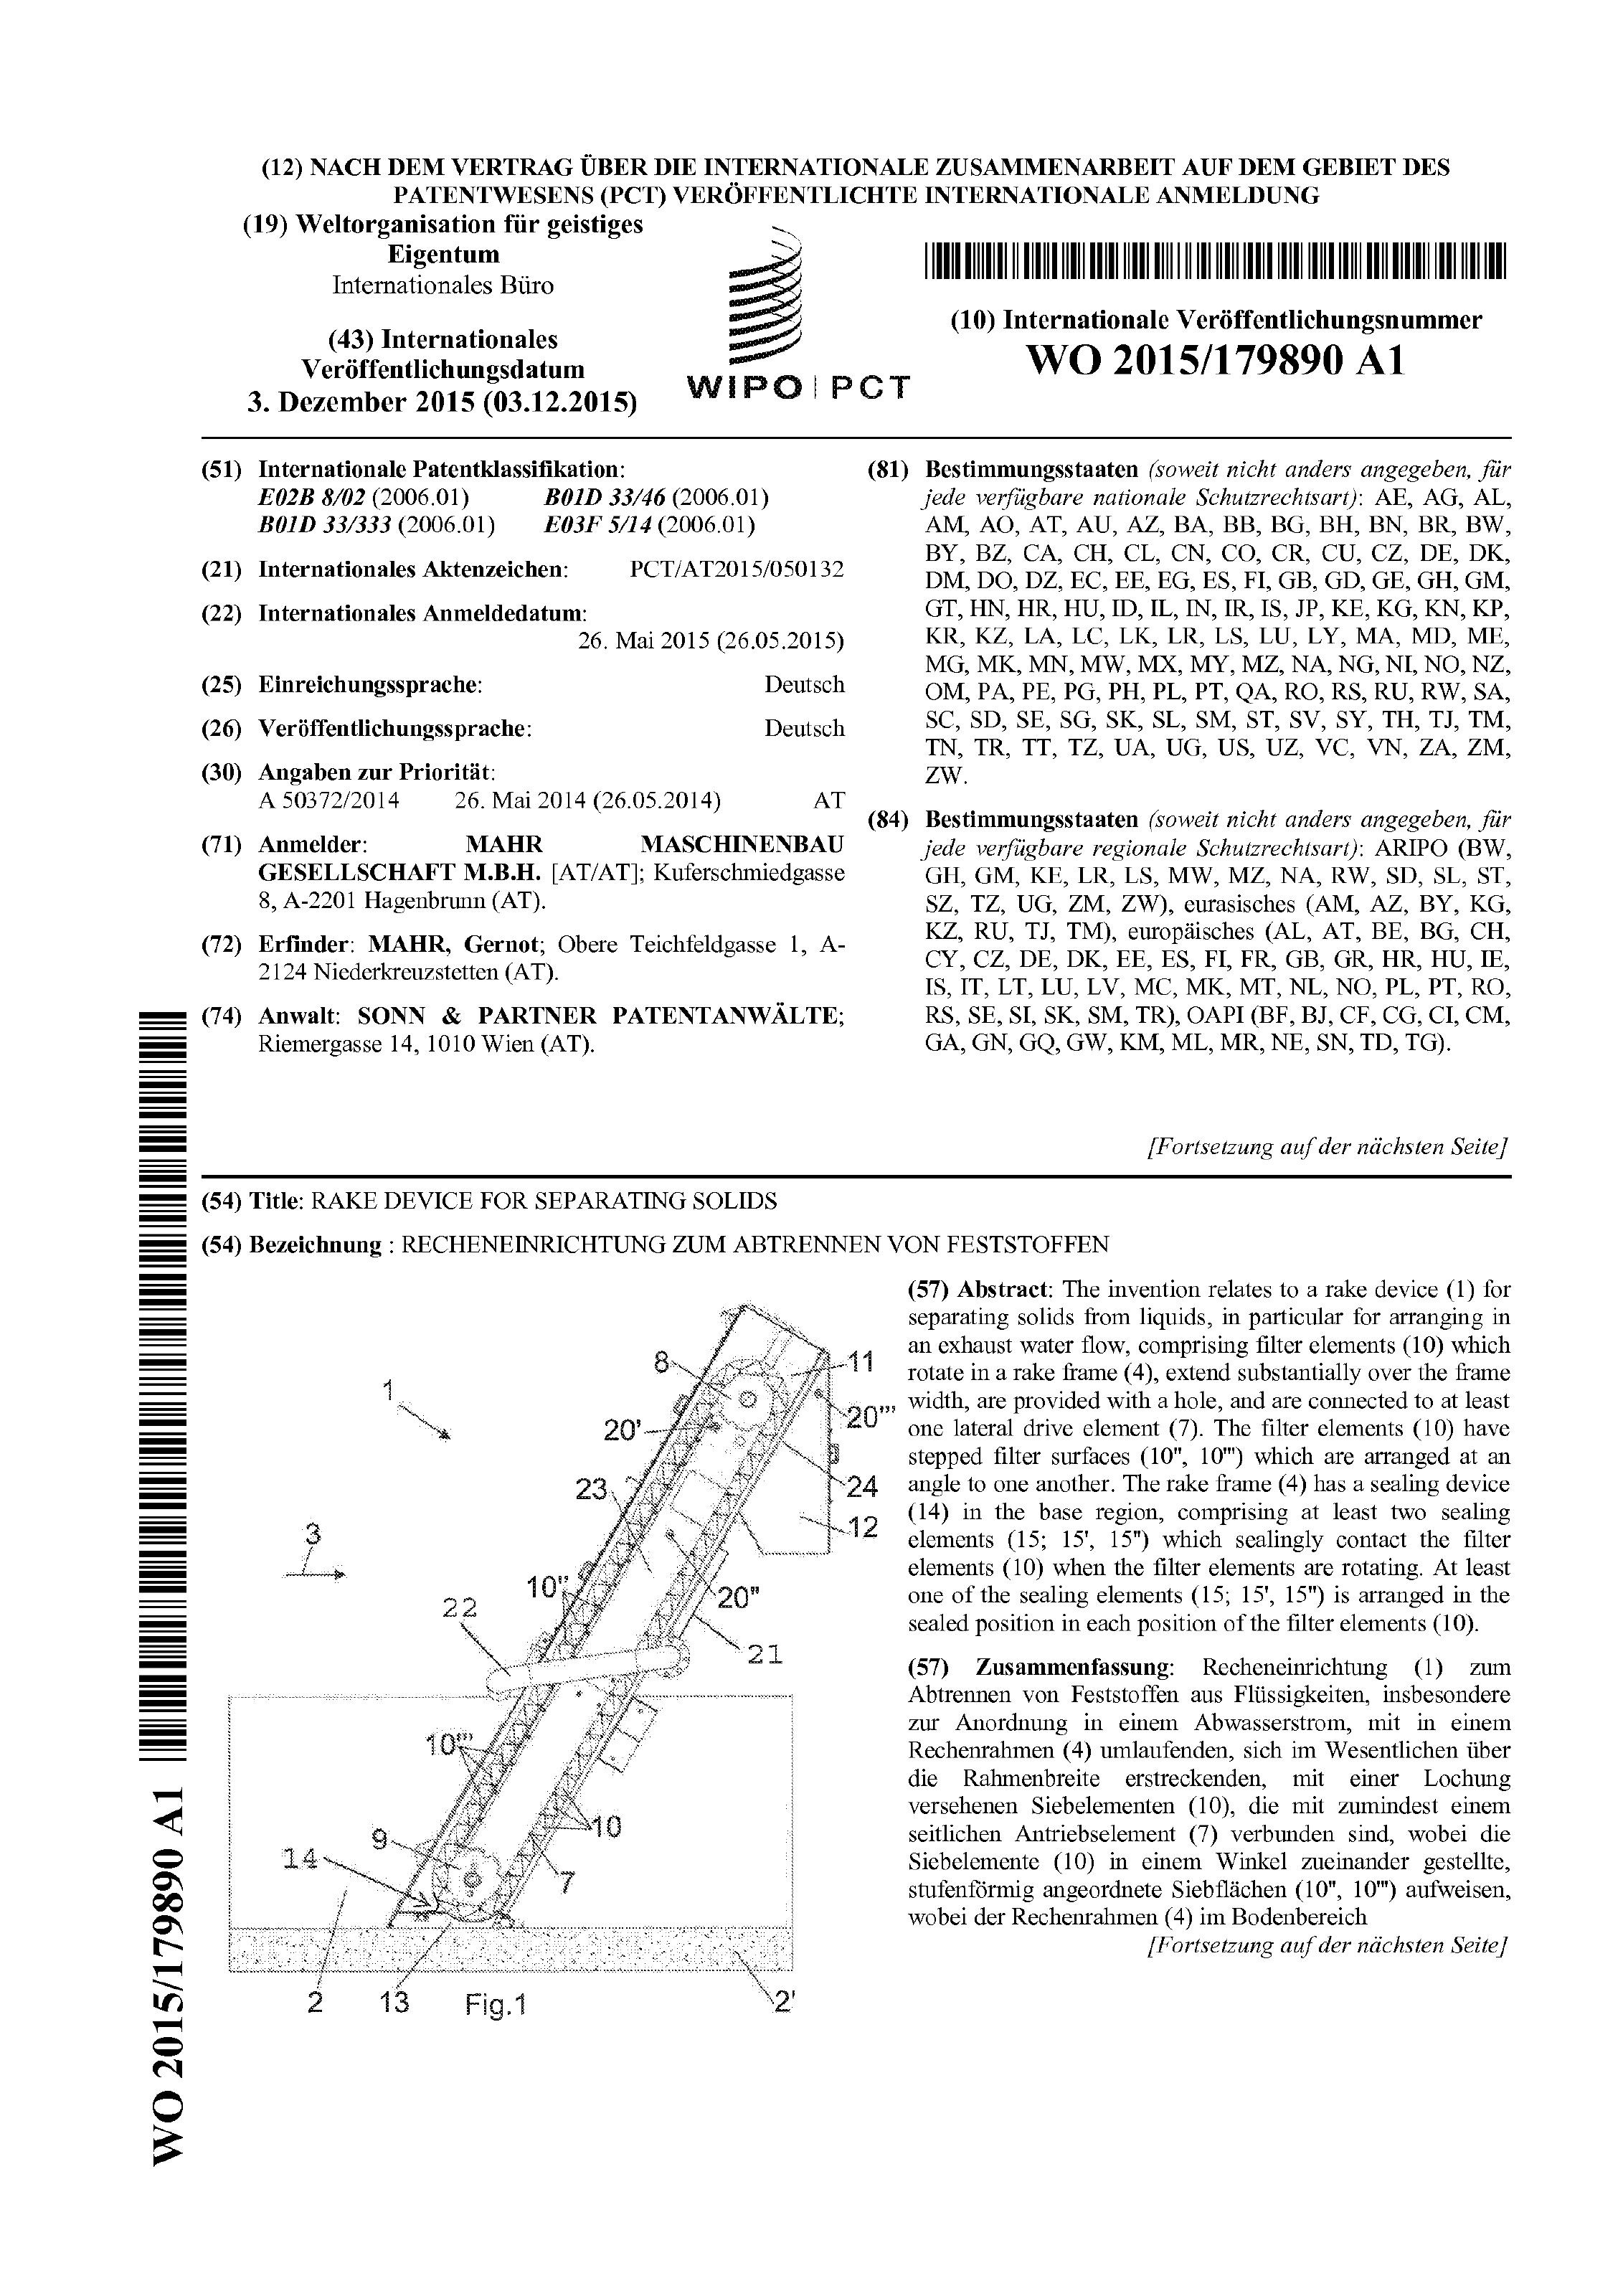 (12) NACH DEM VERTRAG ÜBER DIE INTERNATIONALE ZUSAMMENARBEIT AUF DEM GEBIET DES
PATENTWESENS (PCT) VERÖFFENTLICHTE INTERNATIONALE ANMELDUNG
(19) Weltorganisation für geistiges
Eigentum
Internationales Büro
(43) Internationales
Veröffentlichungsdatum
3. Dezember 2015 (03.12.2015)
WIPO | PCT
(10) Internationale Veröffentlichungsnummer
WO 2015/179890 A1
(51) Internationale Patentklassifikation:
E02B 8/02 (2006.01) B01D 33/46 (2006.01)
B01D 33/333 (2006.01) E03F 5/14 (2006.01)
(21) Internationales Aktenzeichen: PCT/AT2015/050132
(22) Internationales Anmeldedatum:
26. Mai 2015 (26.05.2015)
(25) Einreichungssprache: Deutsch
(26) Veröffentlichungssprache: Deutsch
(30) Angaben zur Priorität:
A 50372/2014 26. Mai 2014 (26.05.2014) AT
(71) Anmelder: MAHR MASCHINENBAU
GESELLSCHAFT M.B.H. [AT/AT]; Kuferschmiedgasse
8, A-2201 Hagenbrunn (AT).
(72) Erfinder: MAHR, Gernot; Obere Teichfeldgasse 1, A-
2124 Niederkreuzstetten (AT).
(74) Anwalt: SONN & PARTNER PATENTANWÄLTE;
Riemergasse 14, 1010 Wien (AT).
(81) Bestimmungsstaaten (soweit nicht anders angegeben, für
jede verfügbare nationale Schutzrechtsart): AE, AG, AL,
AM, AO, AT, AU, AZ, BA, BB, BG, BH, BN, BR, BW,
BY, BZ, CA, CH, CL, CN, CO, CR, CU, CZ, DE, DK,
DM, DO, DZ, EC, EE, EG, ES, FI, GB, GD, GE, GH, GM,
GT, HN, HR, HU, ID, IL, IN, IR, IS, JP, KE, KG, KN, KP,
KR, KZ, LA, LC, LK, LR, LS, LU, LY, MA, MD, ME,
MG, MK, MN, MW, MX, MY, MZ, NA, NG, NI, NO, NZ,
OM, PA, PE, PG, PH, PL, PT, QA, RO, RS, RU, RW, SA,
SC, SD, SE, SG, SK, SL, SM, ST, SV, SY, TH, TJ, TM,
TN, TR, TT, TZ, UA, UG, US, UZ, VC, VN, ZA, ZM,
ZW.
(84) Bestimmungsstaaten (soweit nicht anders angegeben, für
jede verfügbare regionale Schutzrechtsart): ARIPO (BW,
GH, GM, KE, LR, LS, MW, MZ, NA, RW, SD, SL, ST,
SZ, TZ, UG, ZM, ZW), eurasisches (AM, AZ, BY, KG,
KZ, RU, TJ, TM), europäisches (AL, AT, BE, BG, CH,
CY, CZ, DE, DK, EE, ES, FI, FR, GB, GR, HR, HU, IE,
IS, IT, LT, LU, LV, MC, MK, MT, NL, NO, PL, PT, RO,
RS, SE, SI, SK, SM, TR), OAPI (BF, BJ, CF, CG, CI, CM,
GA, GN, GQ, GW, KM, ML, MR, NE, SN, TD, TG).
[Fortsetzung auf der nächsten Seite]
(54) Title: RAKE DEVICE FOR SEPARATING SOLIDS
(54) Bezeichnung : RECHENEINRICHTUNG ZUM ABTRENNEN VON FESTSTOFFEN
8
11
1
20'
20'''
23
24
3
12
10''
20''
22
21
10'''
9
10
14
7
2
13
Fig.1
2'
(57) Abstract: The invention relates to a rake device (1) for
separating solids from liquids, in particular for arranging in
an exhaust water flow, comprising filter elements (10) which
rotate in a rake frame (4), extend substantially over the frame
width, are provided with a hole, and are connected to at least
one lateral drive element (7). The filter elements (10) have
stepped filter surfaces (10", 10''') which are arranged at an
angle to one another. The rake frame (4) has a sealing device
(14) in the base region, comprising at least two sealing
elements (15; 15', 15") which sealingly contact the filter
elements (10) when the filter elements are rotating. At least
one of the sealing elements (15; 15', 15") is arranged in the
sealed position in each position of the filter elements (10).
(57) Zusammenfassung: Recheneinrichtung (1) zum
Abtrennen von Feststoffen aus Flüssigkeiten, insbesondere
zur Anordnung in einem Abwasserstrom, mit in einem
Rechenrahmen (4) umlaufenden, sich im Wesentlichen über
die Rahmenbreite erstreckenden, mit einer Lochung
versehenen Siebelementen (10), die mit zumindest einem
seitlichen Antriebselement (7) verbunden sind, wobei die
Siebelemente (10) in einem Winkel zueinander gestellte,
stufenförmig angeordnete Siebflächen (10", 10''') aufweisen,
wobei der Rechenrahmen (4) im Bodenbereich
[Fortsetzung auf der nächsten Seite]
WO 2015/179890 A1